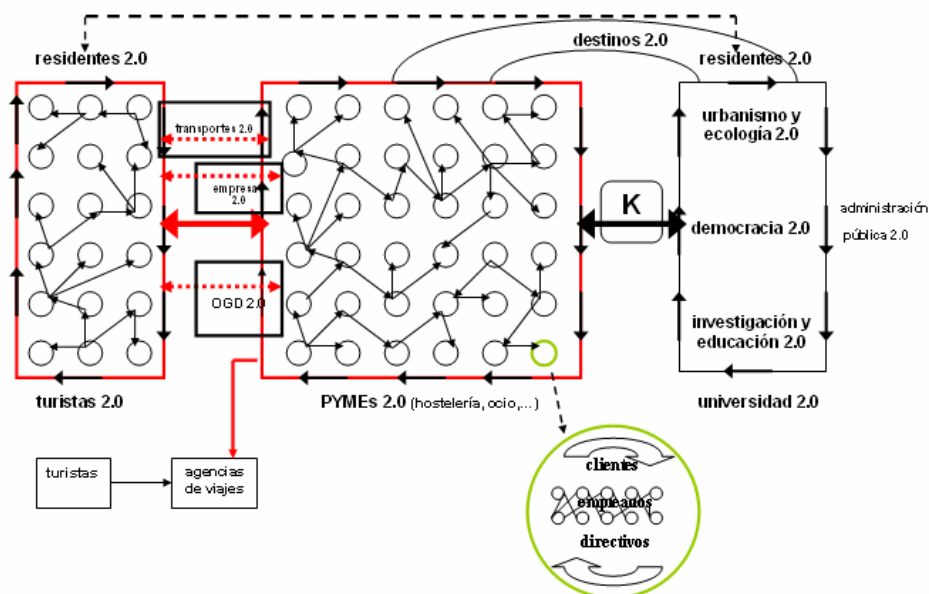 destinos 2.0
residentes 2.0
residentes 2.0
transportes 2.0
empresa
2.0
OGD 2.0
K
urbanismo y
ecología 2.0
democracia 2.0
investigación y
educación 2.0
administración
pública 2.0
turistas 2.0
PYMEs 2.0 (hostelería, ocio,...)
universidad 2.0
turistas
agencias
de viajes
clientes
empleados
directivos